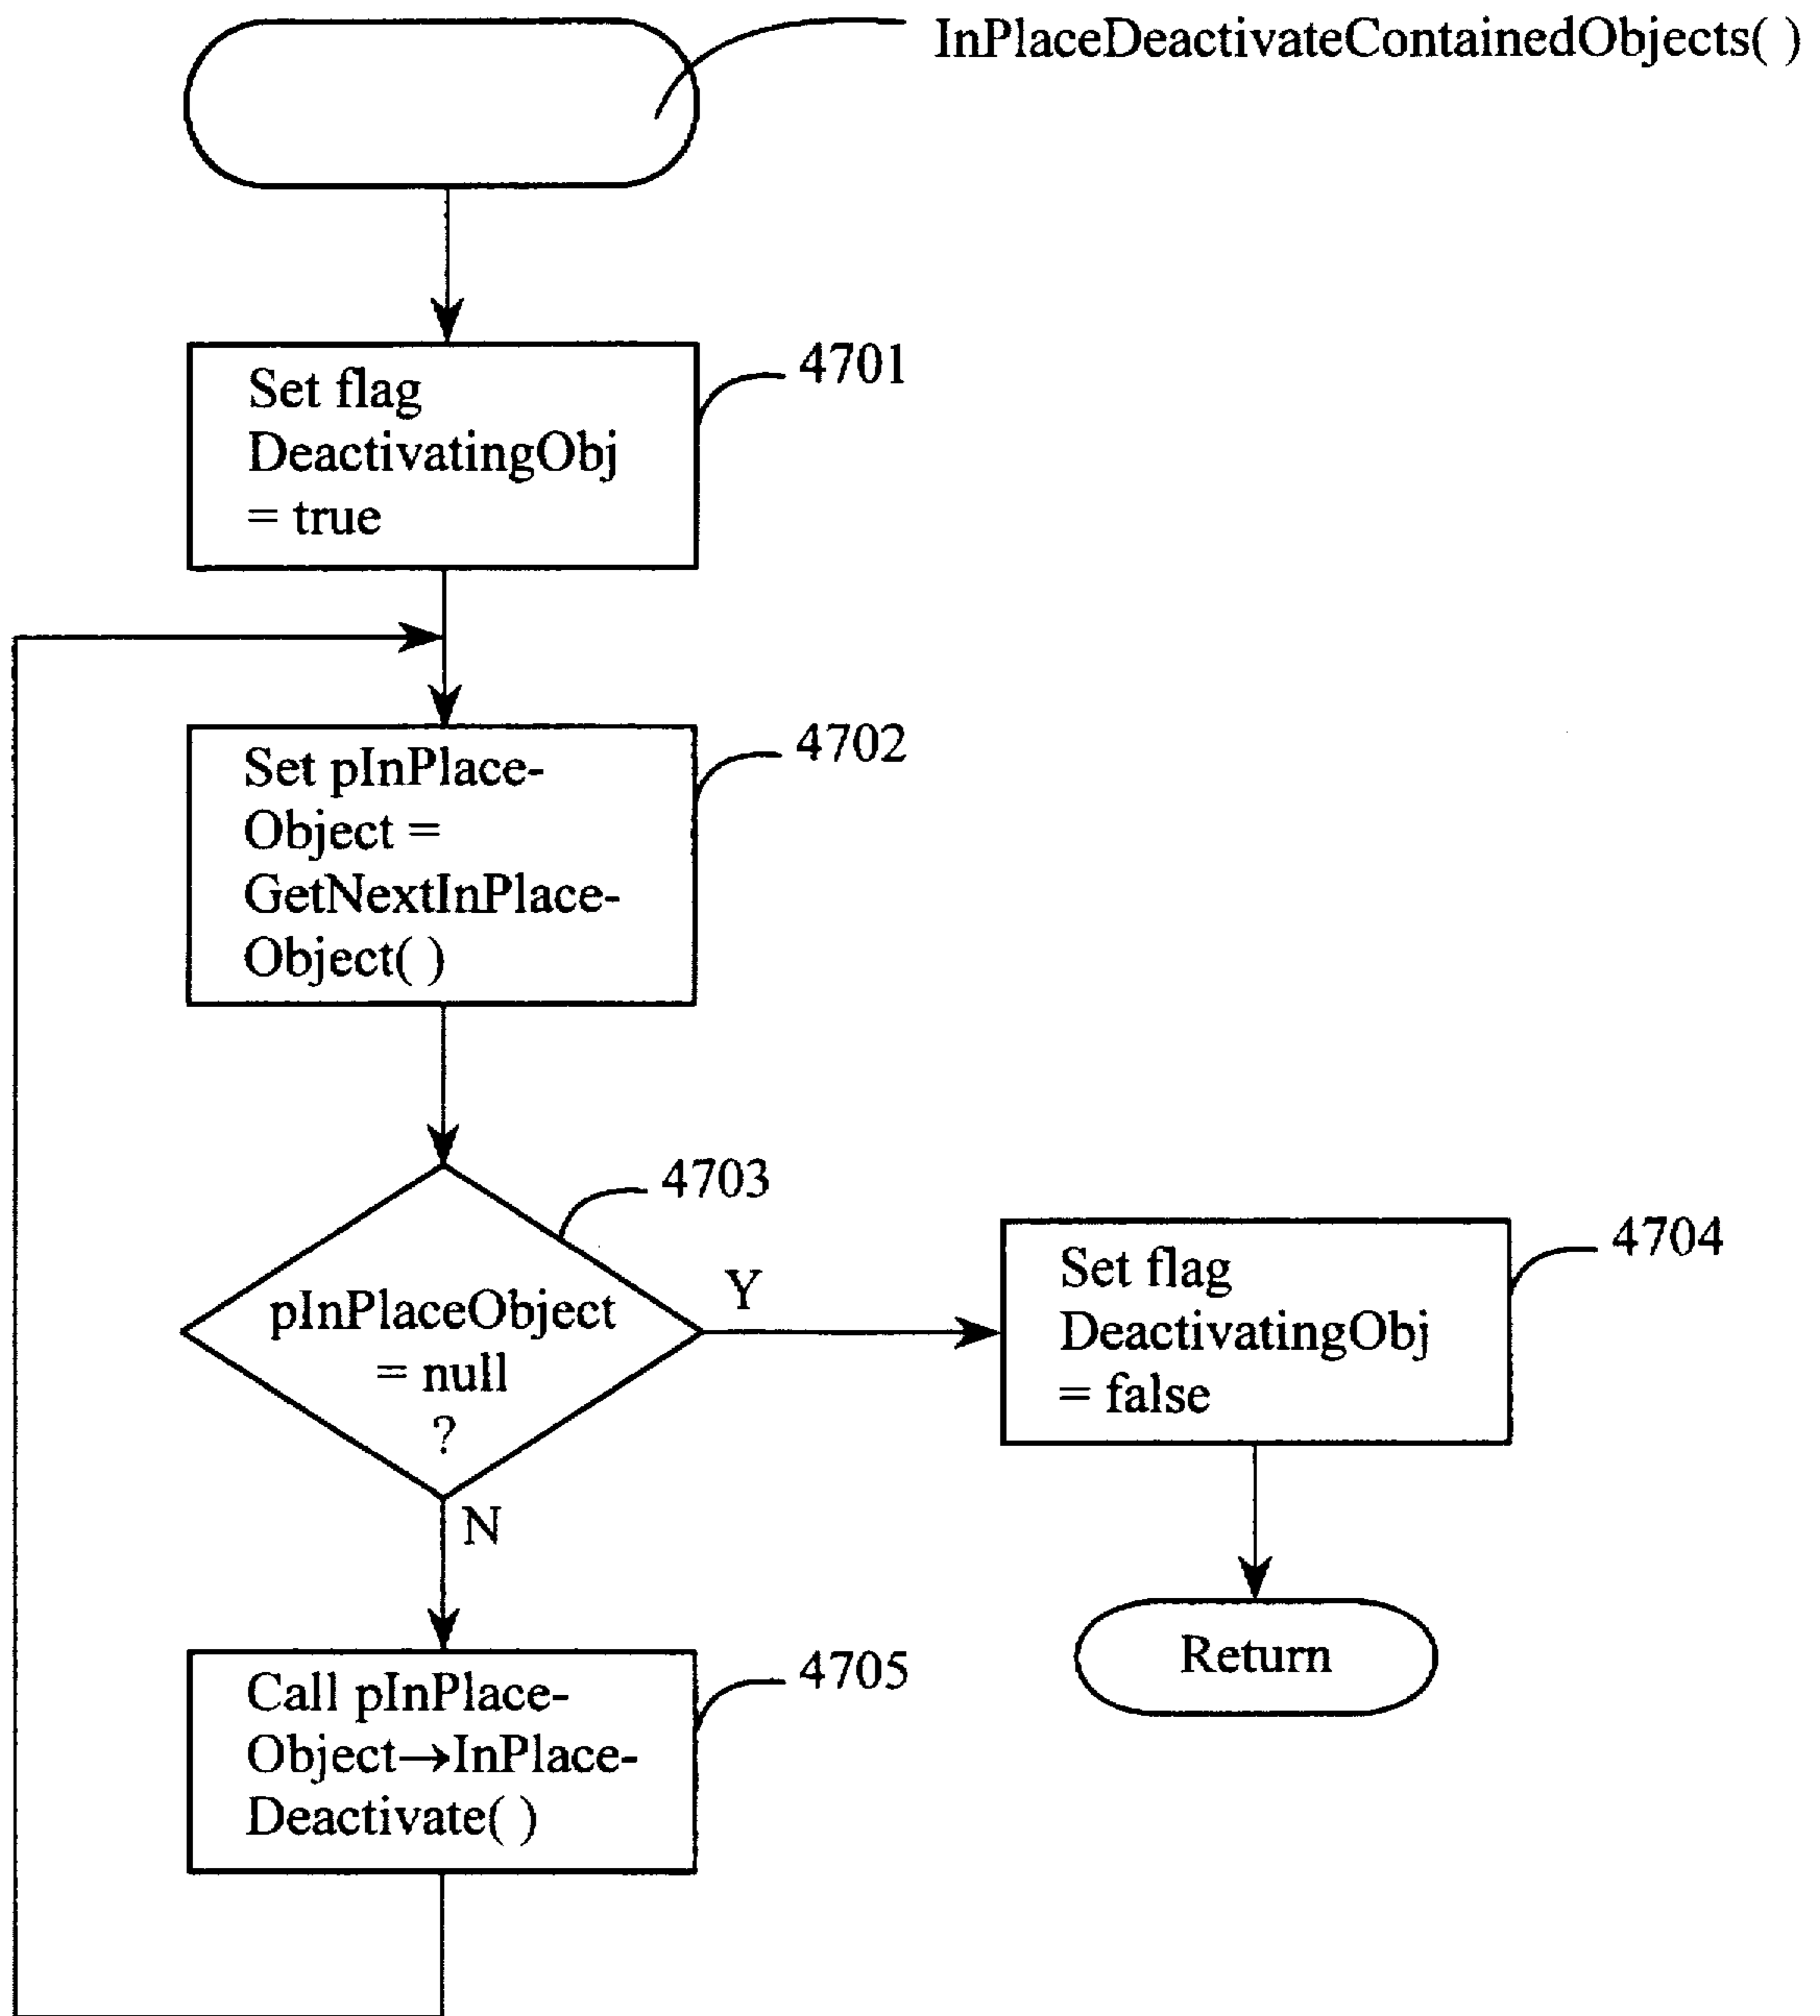 InPlaceDeactivateContainedObjects( )
4701
Set flag
DeactivatingObj
= true
4702
Set pInPlace-
Object =
GetNextInPlace-
Object( )
4703
pInPlaceObject
= null
?
Y
N
4704
Set flag
DeactivatingObj
= false
Return
4705
Call pInPlace-
Object→InPlace-
Deactivate( )